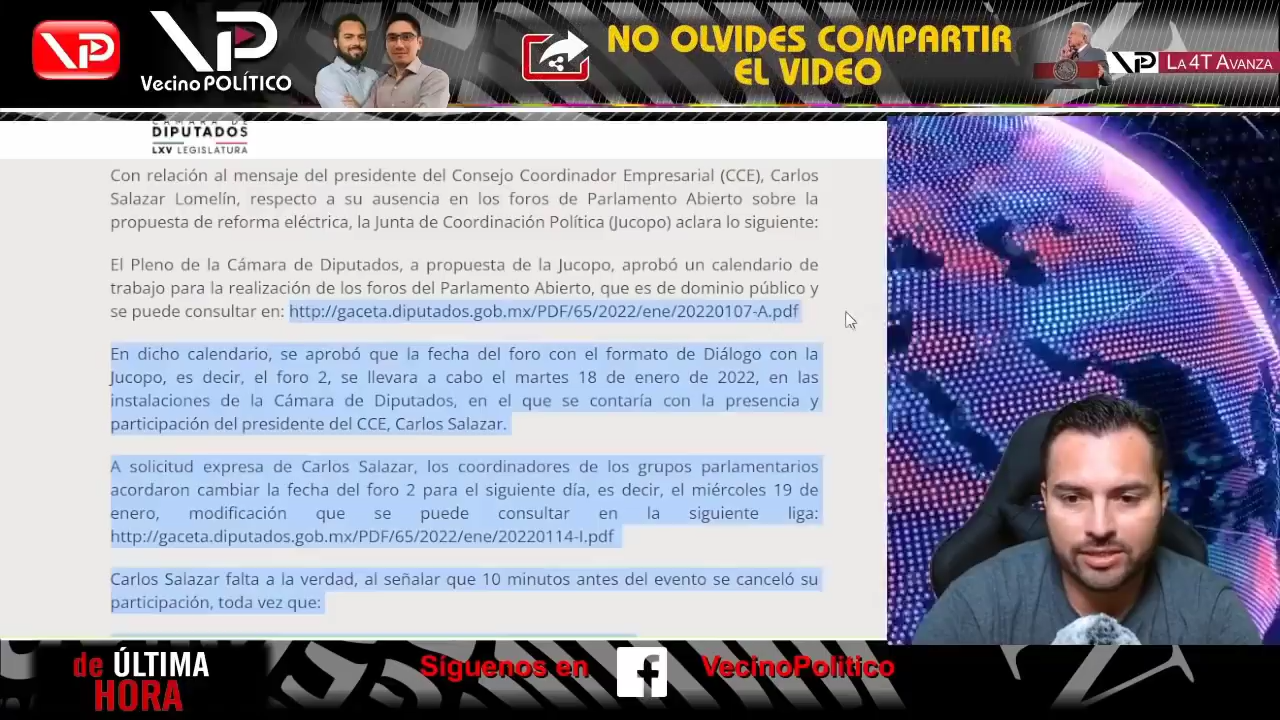 VP
VP
Vecino POLÍTICO
NO OLVIDES COMPARTIR
EL VIDEO
VP LA 4T AVANZA
CÁMARA DE
DIPUTADOS
LXV LEGISLATURA
Con relación al mensaje del presidente del Consejo Coordinador Empresarial (CCE), Carlos
Salazar Lomelín, respecto a su ausencia en los foros de Parlamento Abierto sobre la
propuesta de reforma eléctrica, la Junta de Coordinación Política (Jucopo) aclara lo siguiente:
El Pleno de la Cámara de Diputados, a propuesta de la Jucopo, aprobó un calendario de
trabajo para la realización de los foros del Parlamento Abierto, que es de dominio público y
se puede consultar en: http://gaceta.diputados.gob.mx/PDF/65/2022/ene/20220107-A.pdf
En dicho calendario, se aprobó que la fecha del foro con el formato de Diálogo con la
Jucopo, es decir, el foro 2, se llevara a cabo el martes 18 de enero de 2022, en las
instalaciones de la Cámara de Diputados, en el que se contaría con la presencia y
participación del presidente del CCE, Carlos Salazar.
A solicitud expresa de Carlos Salazar, los coordinadores de los grupos parlamentarios
acordaron cambiar la fecha del foro 2 para el siguiente día, es decir, el miércoles 19 de
enero, modificación que se puede consultar en la siguiente liga:
http://gaceta.diputados.gob.mx/PDF/65/2022/ene/20220114-I.pdf
Carlos Salazar falta a la verdad, al señalar que 10 minutos antes del evento se canceló su
participación, toda vez que:
de ÚLTIMA
HORA
Síguenos en
VecinoPolitico